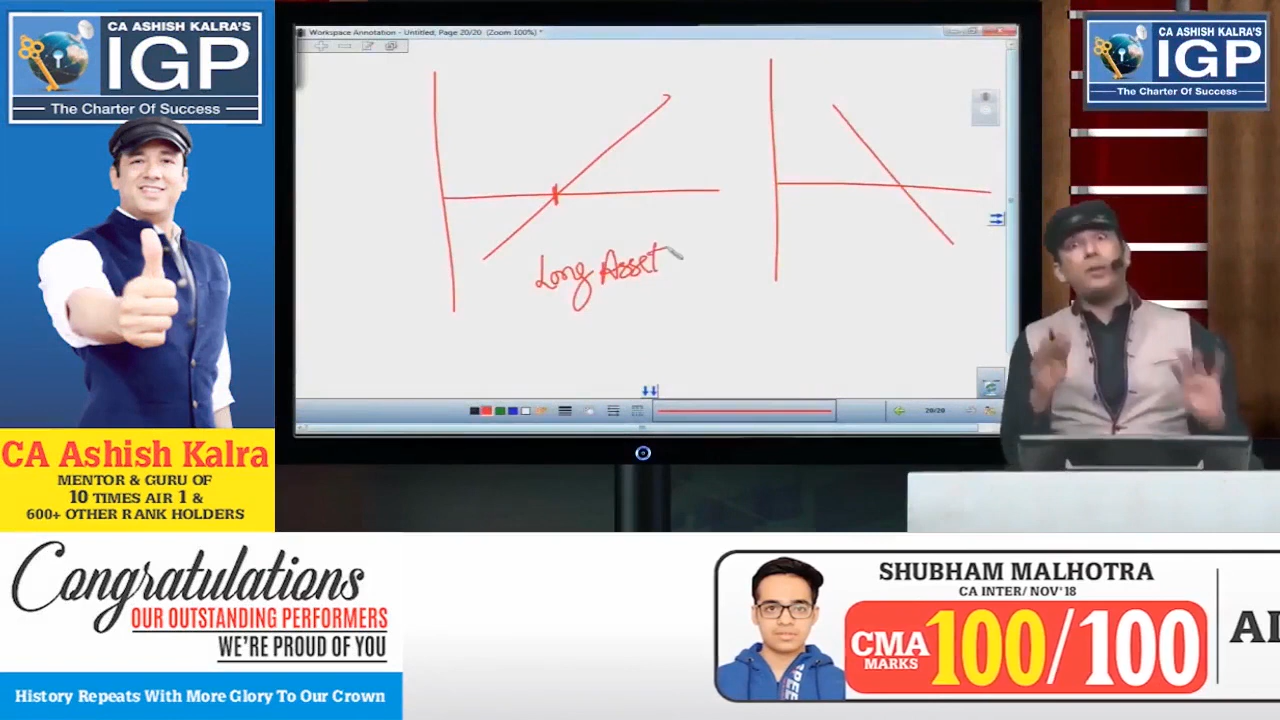 CA ASHISH KALRA'S
IGP
The Charter Of Success
CA Ashish Kalra
MENTOR & GURU OF
10 TIMES AIR 1 &
600+ OTHER RANK HOLDERS
Workspace Annotation - Untitled; Page 20/20 (Zoom 100%) *
Long Asset
20/20
CA ASHISH KALRA'S
IGP
The Charter Of Success
Congratulations
OUR OUTSTANDING PERFORMERS
WE'RE PROUD OF YOU
History Repeats With More Glory To Our Crown
SHUBHAM MALHOTRA
CA INTER/ NOV'18
CMA MARKS 100/100